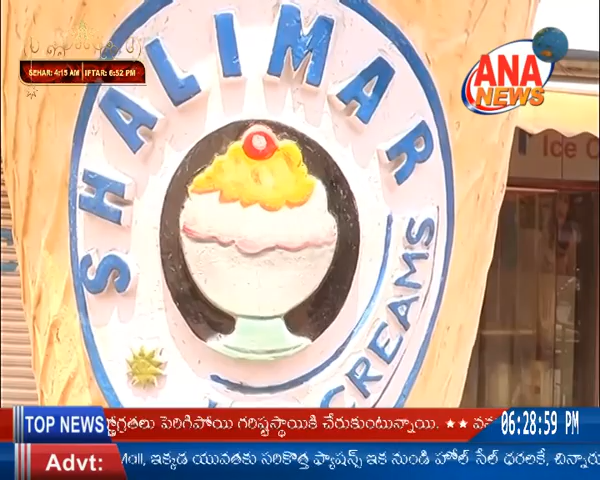 SHALIMAR
CREAMS
SEHAR: 4:15 AM IFTAR: 6:52 PM
ANA
NEWS
Ice
TOP NEWS
పెరిగిపోయి గరిష్టస్థాయికి చేరుకుంటున్నాయి. ★★
06:28:59 PM
Advt:
Mall, ఇక్కడ యువతకు సరికొత్త ఫ్యాషన్స్ ఇక నుండి హోల్ సేల్ ధరలకే, చిన్నారు